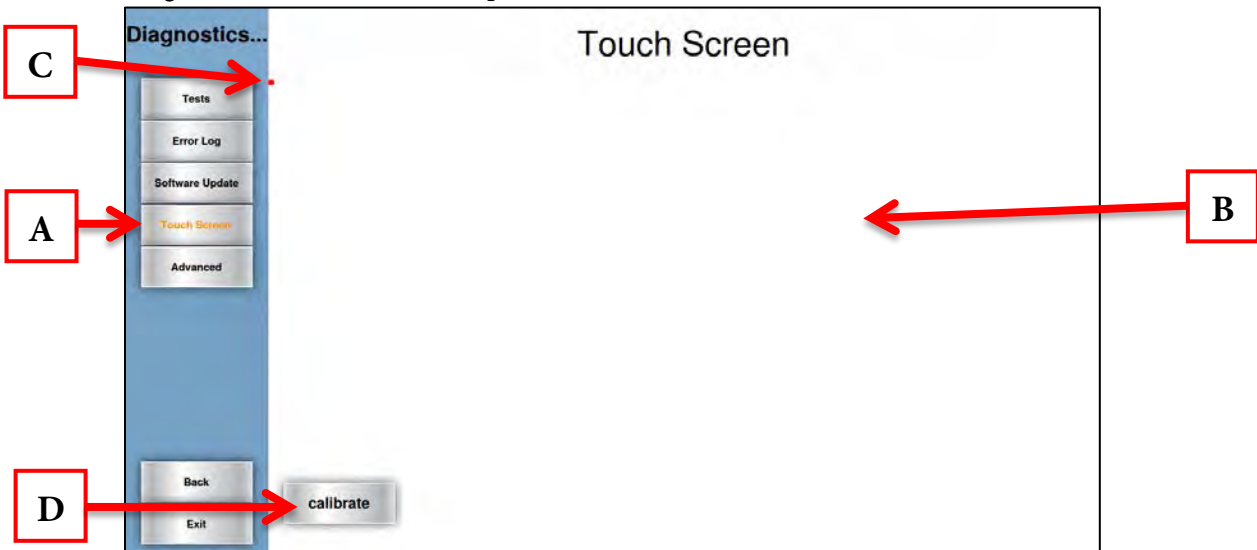 Diagnostics...
Touch Screen
C
Tests
Error Log
Software Update
A
Touch Screen
B
Advanced
Back
D
calibrate
Exit